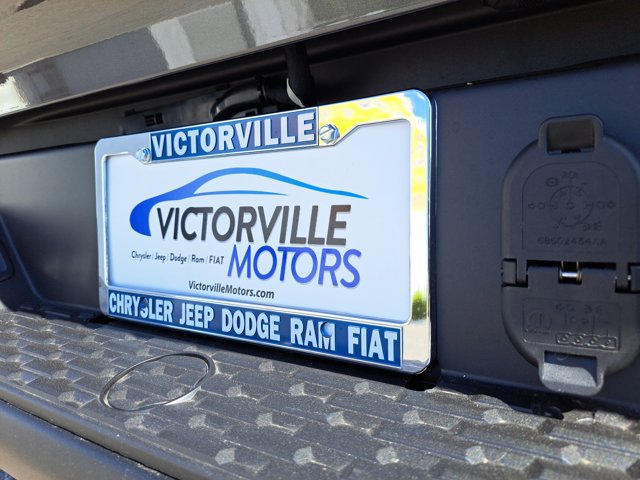 VICTORVILLE
VICTORVILLE
Chrysler | Jeep | Dodge | Ram | FIAT MOTORS
VictorvilleMotors.com
CHRYSLER JEEP DODGE RAM FIAT